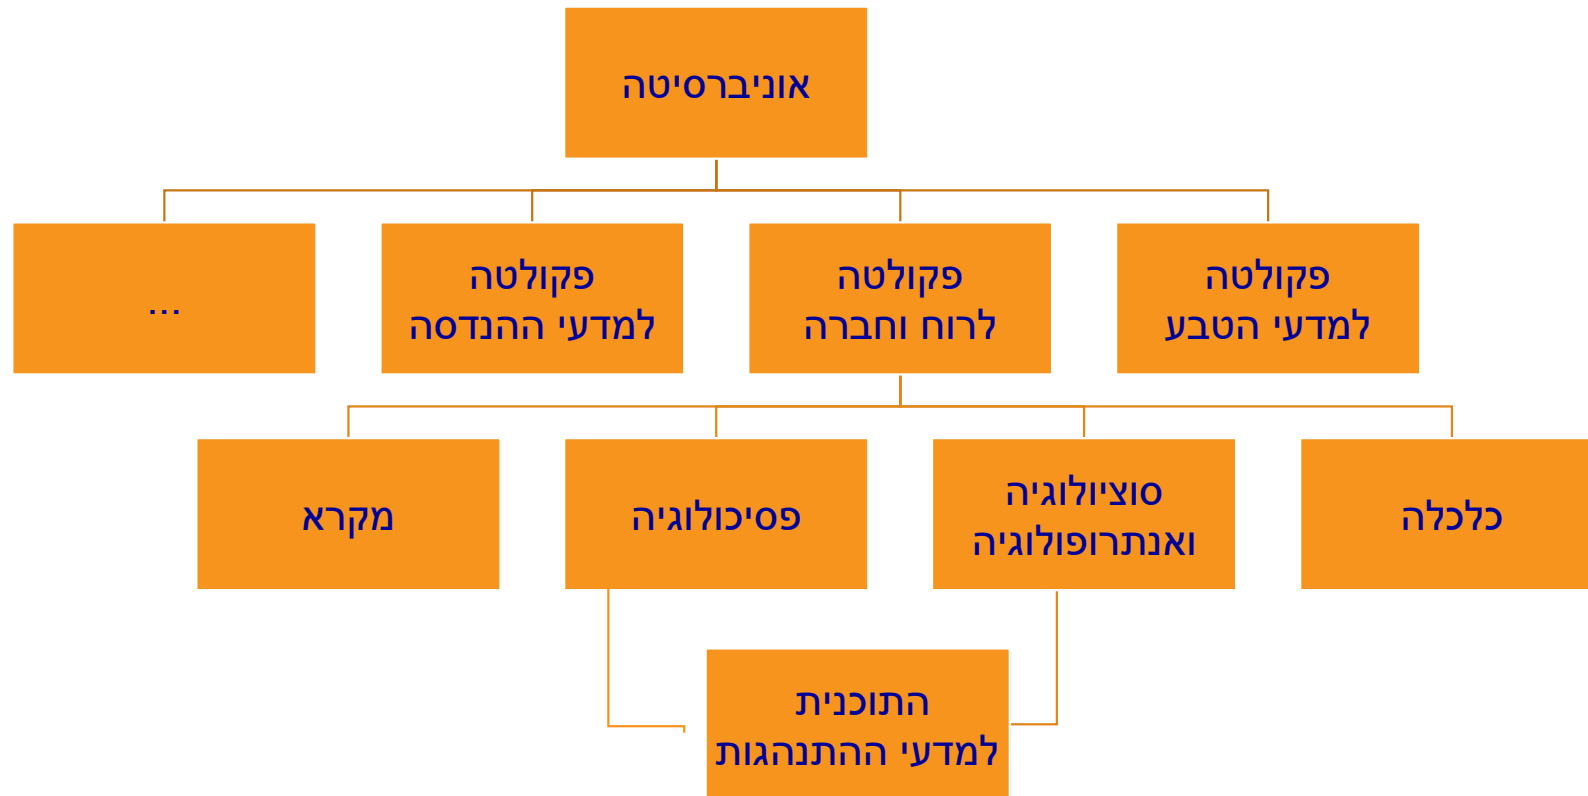 אוניברסיטה
פקולטה
למדעי הטבע
פקולטה
לרוח וחברה
פקולטה
למדעי ההנדסה
...
כלכלה
סוציולוגיה
ואנתרופולוגיה
פסיכולוגיה
מקרא
התוכנית
למדעי ההתנהגות